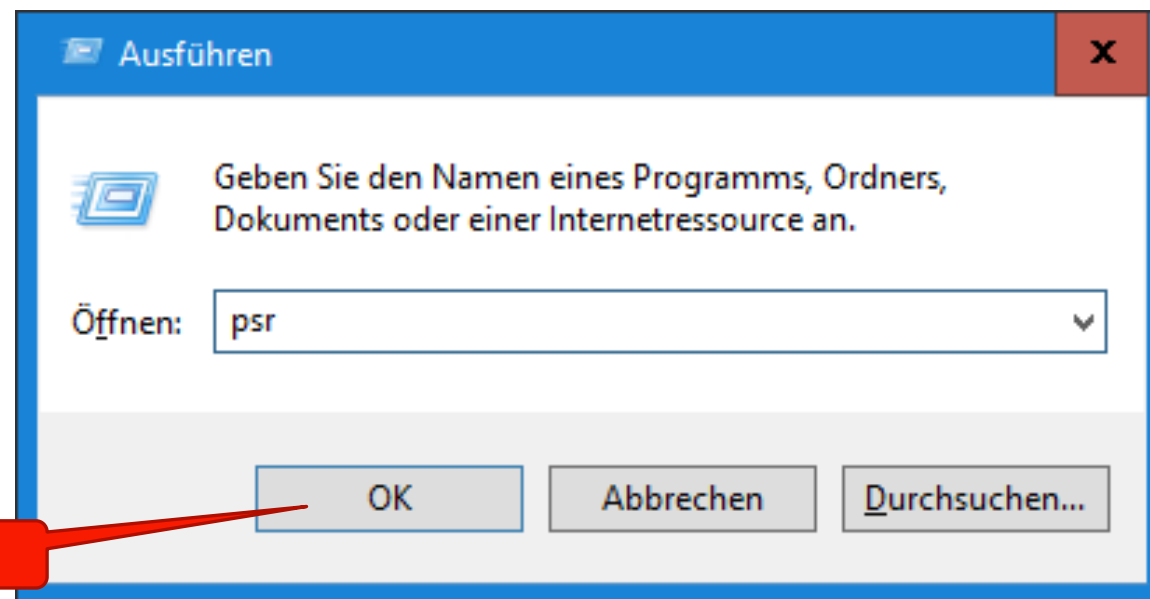 Ausführen
Geben Sie den Namen eines Programms, Ordners,
Dokuments oder einer Internetressource an.
Öffnen: psr
OK Abbrechen Durchsuchen...